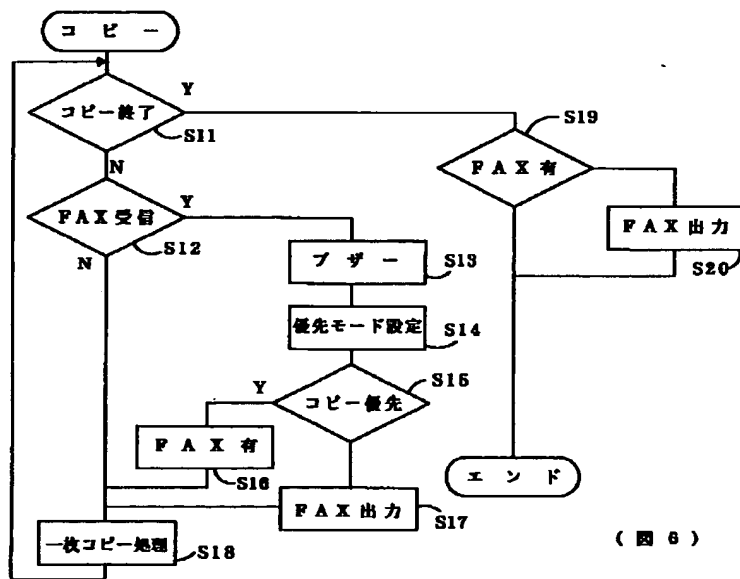 コピー
コピー終了
Y
S11
N
FAX受信
Y
S12
N
ブザー
S13
優先モード設定
S14
コピー優先
S15
Y
FAX有
S16
FAX出力
S17
一枚コピー処理
S18
FAX有
S19
FAX出力
S20
エンド
(図6)